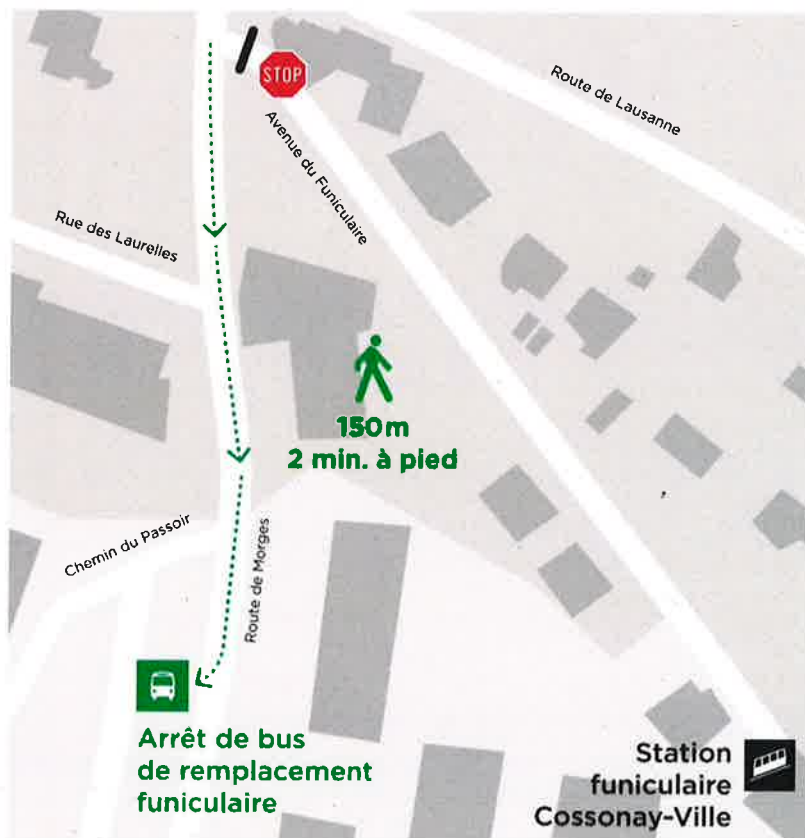 STOP
Route de Lausanne
Avenue du Funiculaire
Rue des Laurelles
150m
2 min. à pied
Chemin du Passoir
Route de Morges
Arrêt de bus
de remplacement
funiculaire
Station
funiculaire
Cossonay-Ville